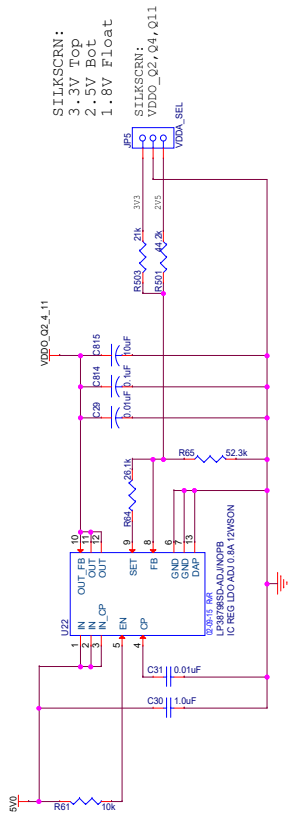 SILKSCRN:
3.3V Top
2.5V Bot
1.8V Float
SILKSCRN:
VDDO_Q2,Q4,Q11
JP5
VDDA_SEL
3V3
2V5
21k
R503
44.2k
R501
VDDO_Q2_4_11
C815
10uF
C814
0.1uF
C29
0.01uF
R65
52.3k
26.1k
R64
10
11
12
9
8
6
7
13
OUT_FB
OUT
OUT
SET
FB
GND
GND
DAP
U22
IN
IN
IN_CP
EN
CP
1
2
3
5
4
02-09-15 RvR
LP38798SD-ADJ/NOPB
IC REG LDO ADJ 0.8A 12WSON
C31
0.01uF
C30
1.0uF
5V0
R61
10k